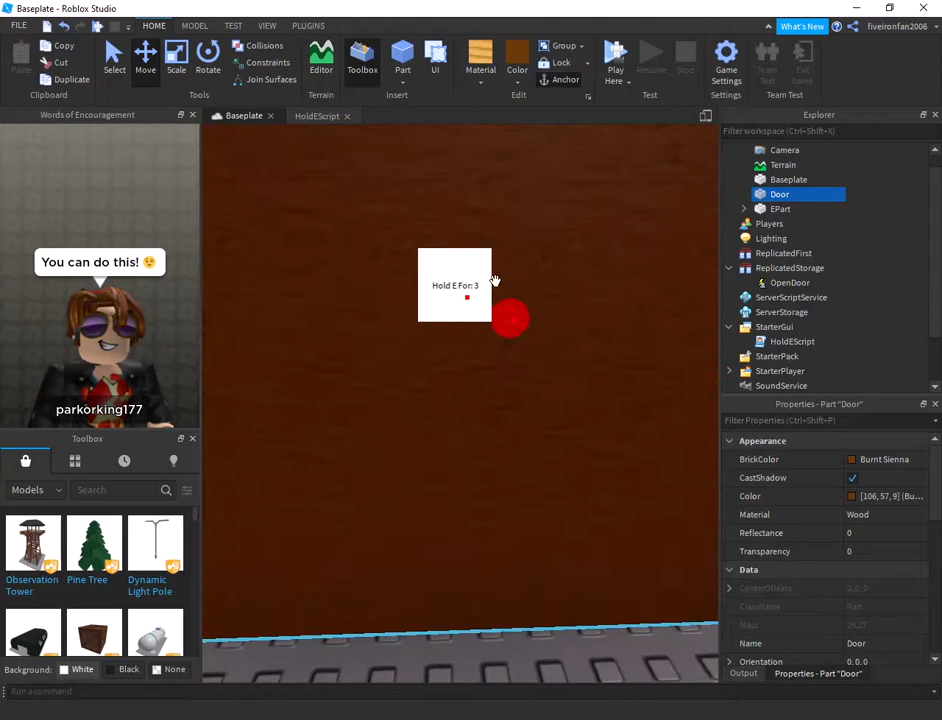 Baseplate - Roblox Studio
FILE
HOME
MODEL
TEST
VIEW
PLUGINS
What's New
fiveironfan2006
Paste
Copy
Cut
Duplicate
Clipboard
Select
Move
Scale
Rotate
Collisions
Constraints
Join Surfaces
Tools
Editor
Terrain
Toolbox
Part
UI
Insert
Material
Color
Group
Lock
Anchor
Edit
Play
Here
Resume
Stop
Test
Game
Settings
Settings
Team
Test
Exit
Game
Team Test
Words of Encouragement
Baseplate
HoldEScript
Explorer
Filter workspace (Ctrl+Shift+X)
Camera
Terrain
Baseplate
Door
EPart
Players
Lighting
ReplicatedFirst
ReplicatedStorage
OpenDoor
ServerScriptService
ServerStorage
StarterGui
HoldEScript
StarterPack
StarterPlayer
SoundService
You can do this! 😉
parkorking177
Hold E For: 3
Toolbox
Models
Search
Observation
Tower
Pine Tree
Dynamic
Light Pole
Background: White Black None
Properties - Part "Door"
Filter Properties (Ctrl+Shift+P)
Appearance
BrickColor Burnt Sienna
CastShadow
Color [106,57,9] (Bu...
Material Wood
Reflectance 0
Transparency 0
Data
CenterOfMass 0,0,0
ClassName Part
Mass 29.27
Name Door
Orientation 0,0,0
Output
Properties - Part "Door"
Run a command